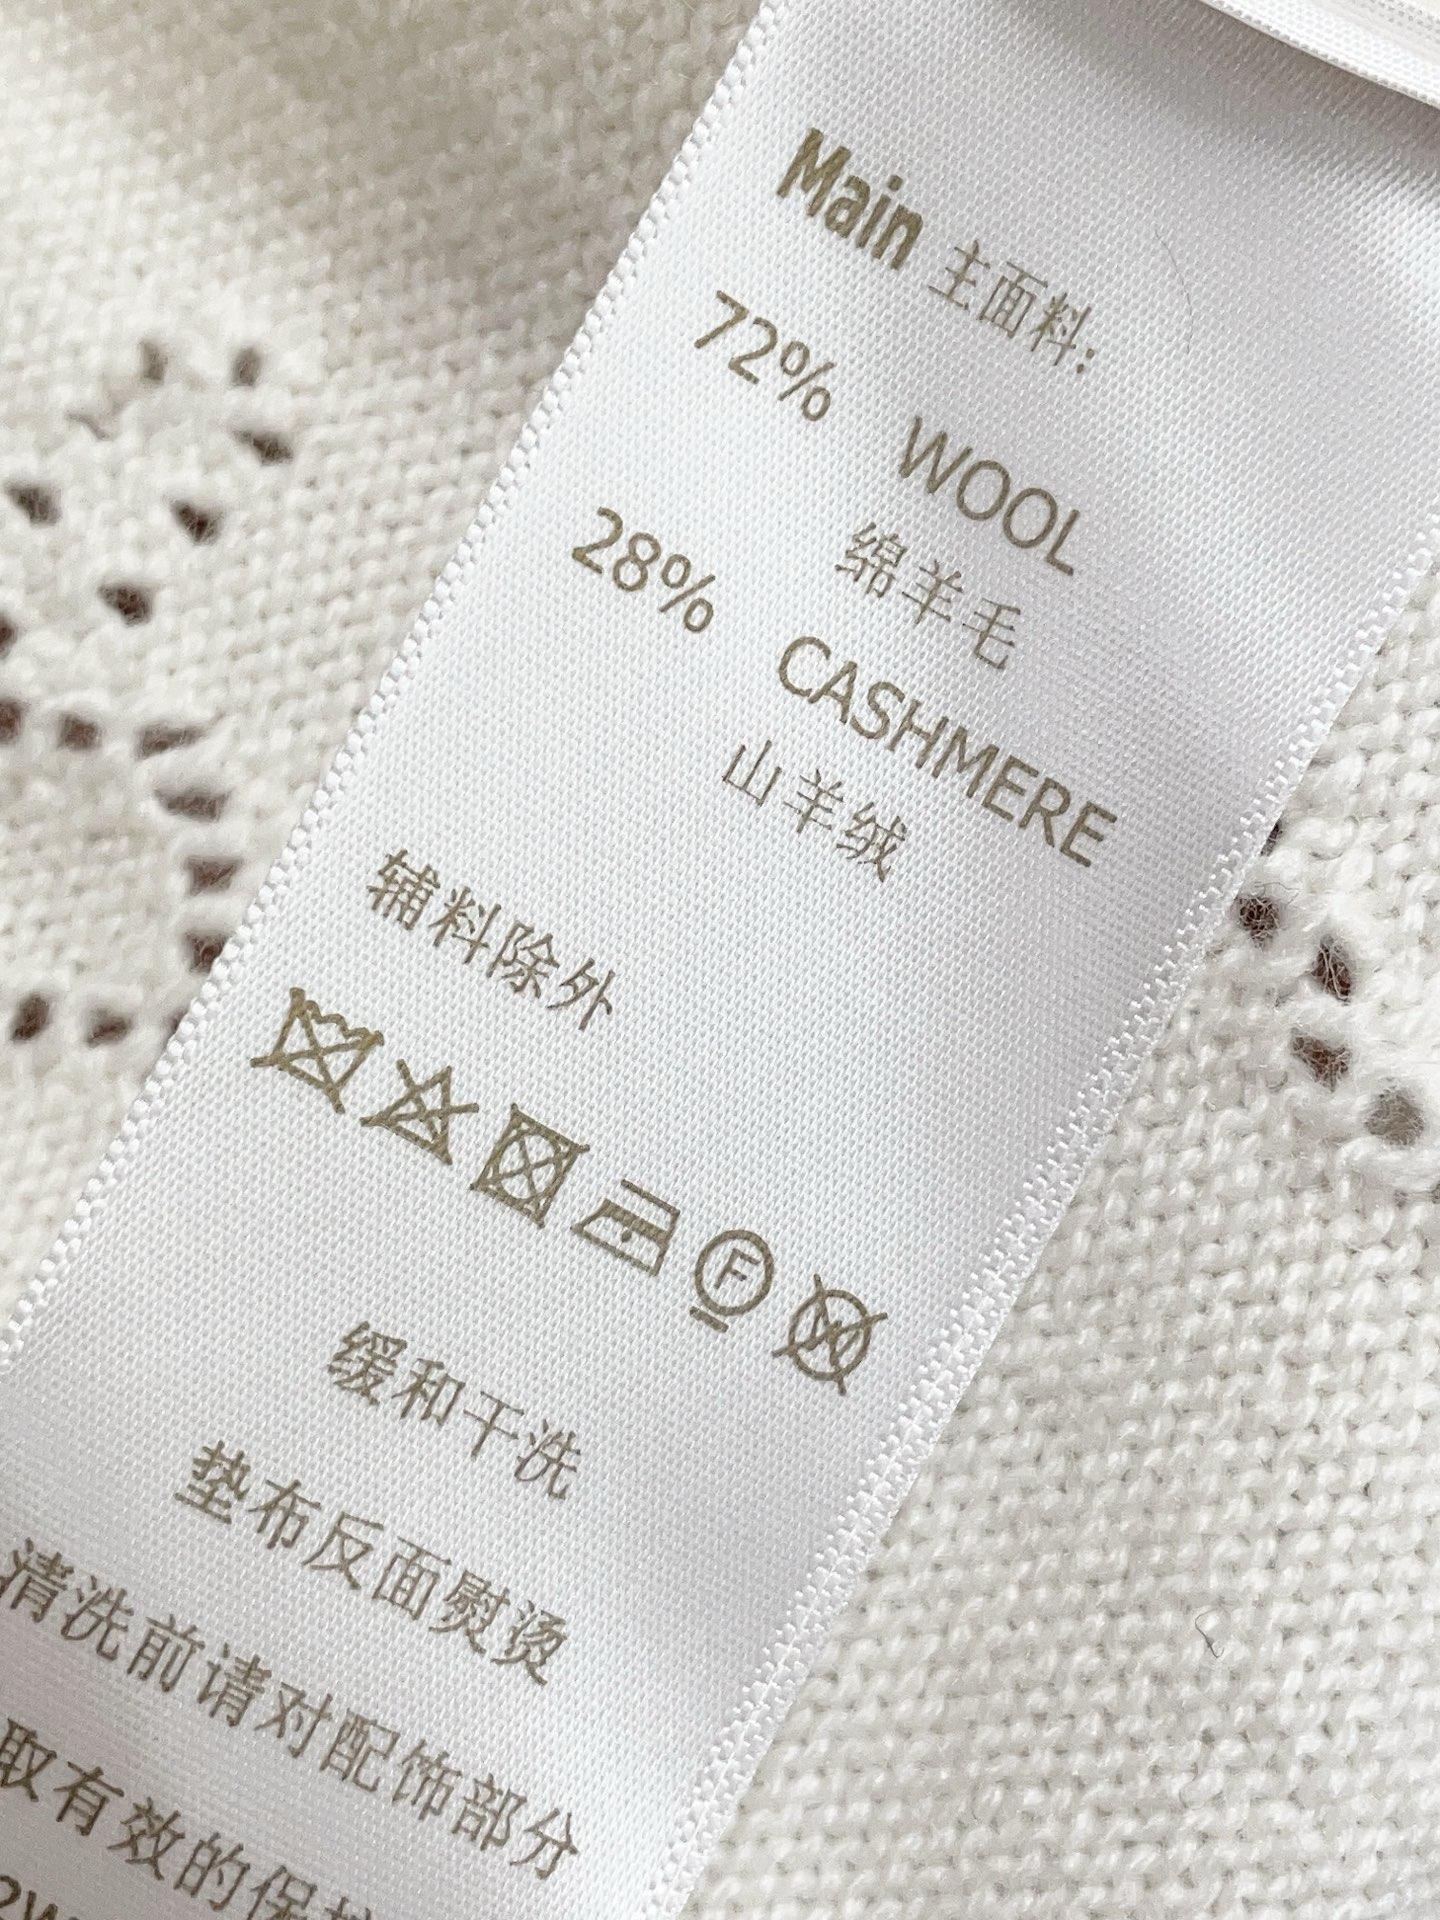 Main 主面料:
72% WOOL
绵羊毛
28% CASHMERE
山羊绒
辅料除外
F W
缓和干洗
垫布反面熨烫
清洗前请对配饰部分
取有效的保护